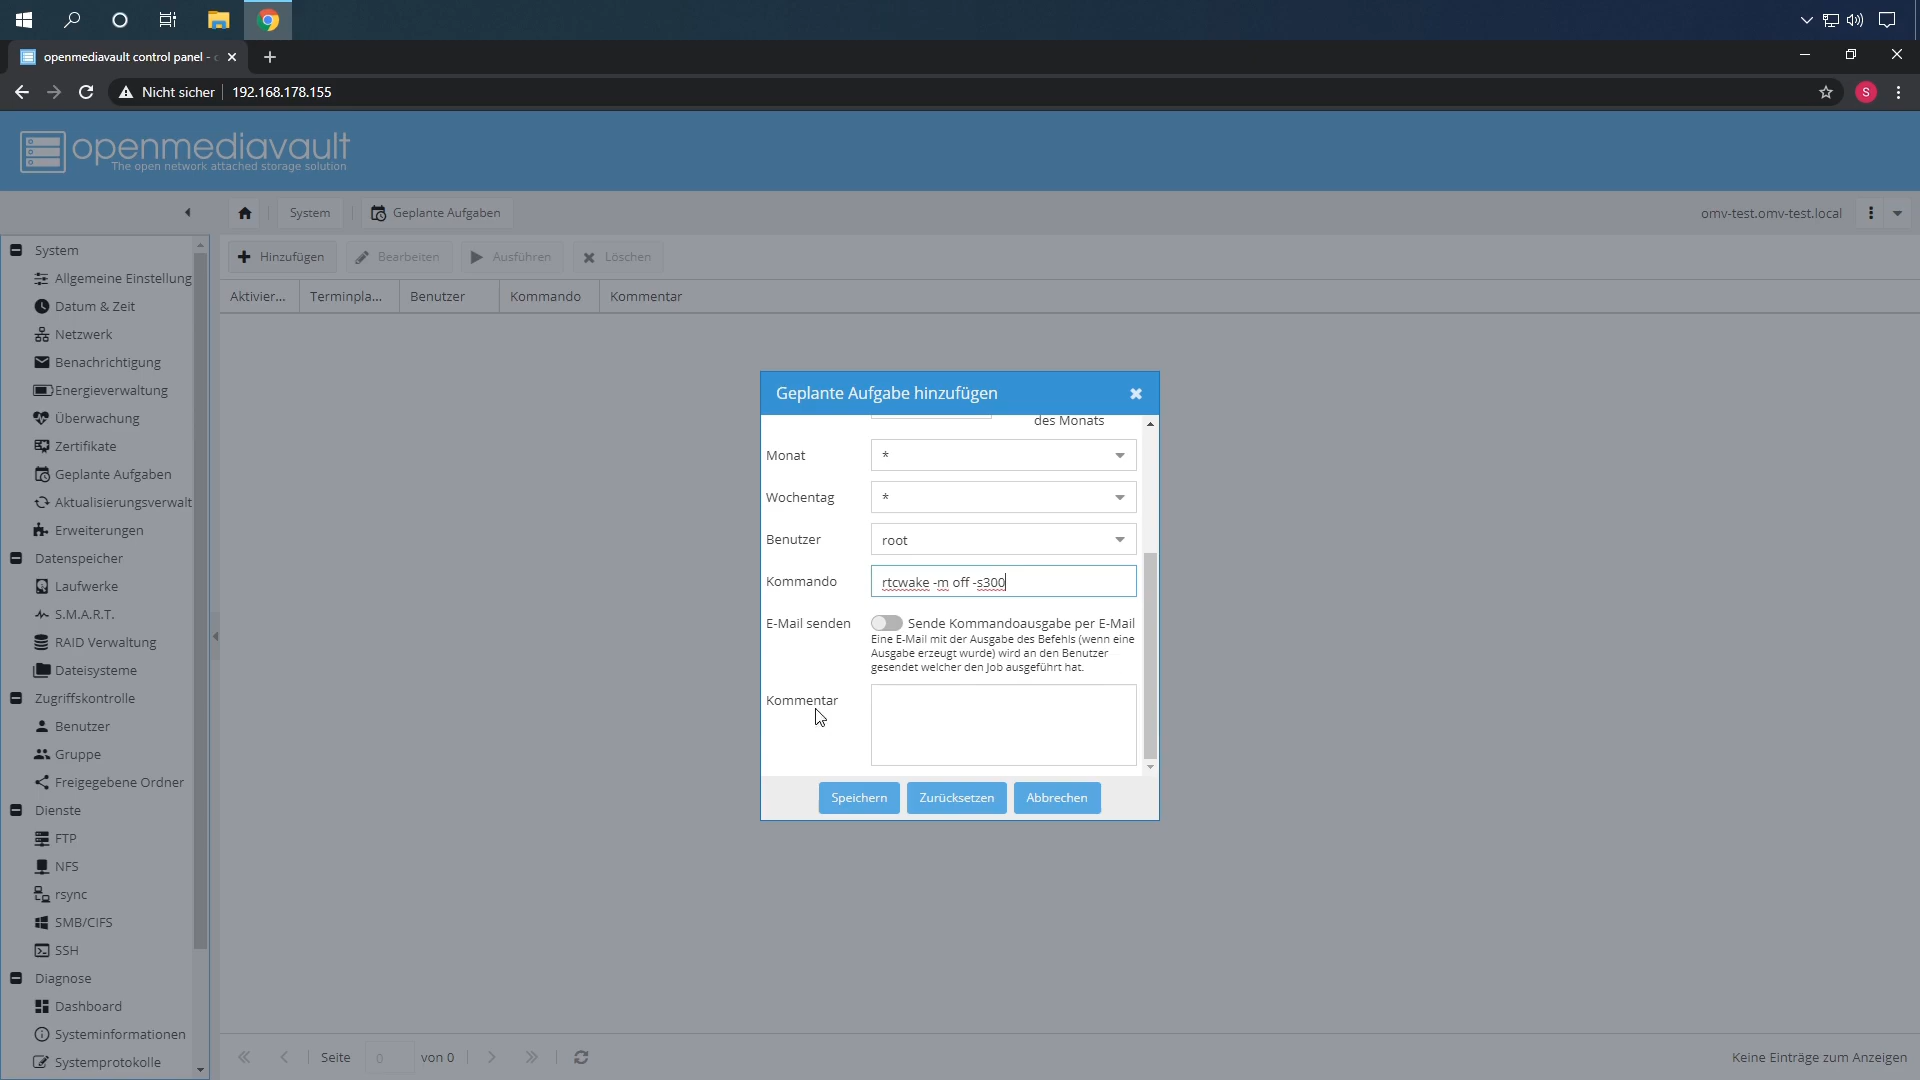 openmediavault control panel -
Nicht sicher
192.168.178.155
S
openmediavault
The open network attached storage solution
System
Geplante Aufgaben
omv-test.omv-test.local
Hinzufügen
Bearbeiten
Ausführen
Löschen
Aktivier...
Terminpla...
Benutzer
Kommando
Kommentar
System
Allgemeine Einstellung
Datum & Zeit
Netzwerk
Benachrichtigung
Energieverwaltung
Überwachung
Zertifikate
Geplante Aufgaben
Aktualisierungsverwalt
Erweiterungen
Datenspeicher
Laufwerke
S.M.A.R.T.
RAID Verwaltung
Dateisysteme
Zugriffskontrolle
Benutzer
Gruppe
Freigegebene Ordner
Dienste
FTP
NFS
rsync
SMB/CIFS
SSH
Diagnose
Dashboard
Systeminformationen
Systemprotokolle
Geplante Aufgabe hinzufügen
des Monats
Monat
*
Wochentag
*
Benutzer
root
Kommando
rtcwake -m off -s300
E-Mail senden
Sende Kommandoausgabe per E-Mail
Eine E-Mail mit der Ausgabe des Befehls (wenn eine
Ausgabe erzeugt wurde) wird an den Benutzer
gesendet welcher den Job ausgeführt hat.
Kommentar
Speichern
Zurücksetzen
Abbrechen
Seite
0
von 0
Keine Einträge zum Anzeigen